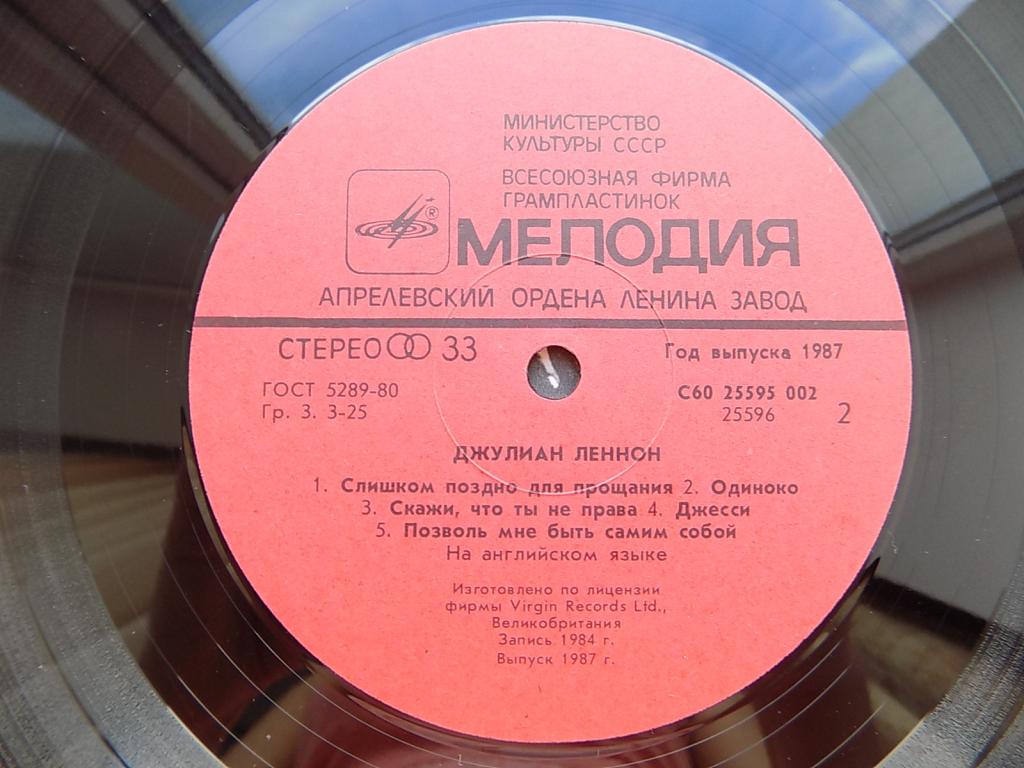 МИНИСТЕРСТВО
КУЛЬТУРЫ СССР
ВСЕСОЮЗНАЯ ФИРМА
ГРАМПЛАСТИНОК
®
МЕЛОДИЯ
АПРЕЛЕВСКИЙ ОРДЕНА ЛЕНИНА ЗАВОД
СТЕРЕО 33
Год выпуска 1987
ГОСТ 5289-80
Гр. 3. 3-25
С60 25595 002
25596
2
ДЖУЛИАН ЛЕННОН
1. Слишком поздно для прощания 2. Одиноко
3. Скажи, что ты не права 4. Джесси
5. Позволь мне быть самим собой
На английском языке
Изготовлено по лицензии
фирмы Virgin Records Ltd.,
Великобритания
Запись 1984 г.
Выпуск 1987 г.